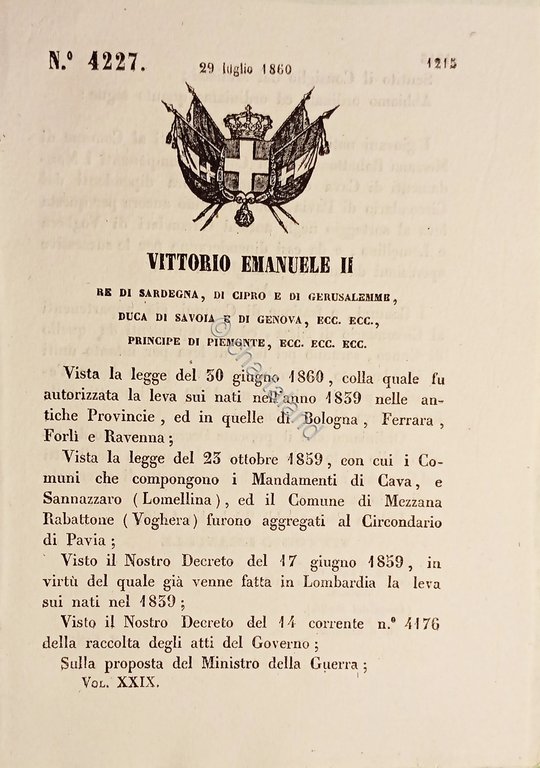 N.º 4227.
29 luglio 1860
1215
VITTORIO EMANUELE II
RE DI SARDEGNA, DI CIPRO E DI GERUSALEMME,
DUCA DI SAVOIA E DI GENOVA, ECC. ECC.,
PRINCIPE DI PIEMONTE, ECC. ECC. ECC.
Vista la legge del 30 giugno 1860, colla quale fu
autorizzata la leva sui nati nell'anno 1839 nelle an-
tiche Provincie, ed in quelle di Bologna, Ferrara,
Forlì e Ravenna;
Vista la legge del 23 ottobre 1859, con cui i Co-
muni che compongono i Mandamenti di Cava, e
Sannazzaro (Lomellina), ed il Comune di Mezzana
Rabattone (Voghera) furono aggregati al Circondario
di Pavia;
Visto il Nostro Decreto del 17 giugno 1859, in
virtù del quale già venne fatta in Lombardia la leva
sui nati nel 1839;
Visto il Nostro Decreto del 14 corrente n.º 4176
della raccolta degli atti del Governo;
Sulla proposta del Ministro della Guerra;
VOL. XXIX.
© chartaland